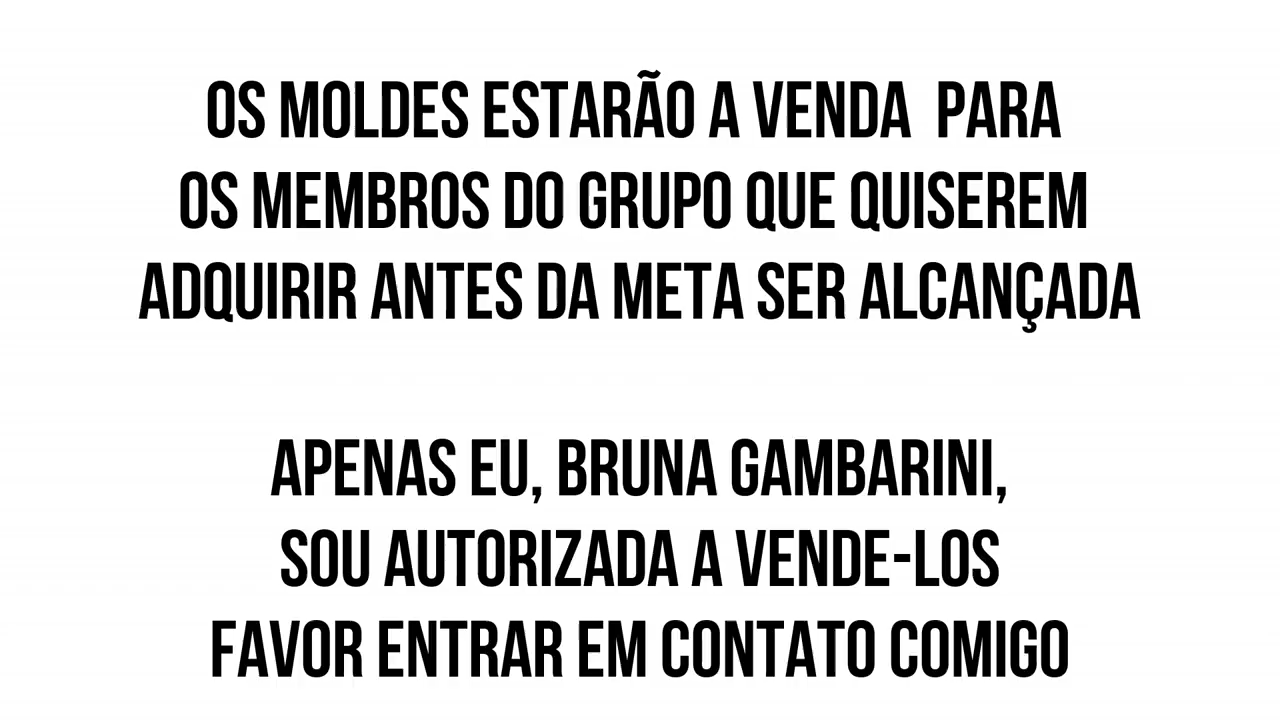 OS MOLDES ESTARÃO A VENDA PARA
OS MEMBROS DO GRUPO QUE QUISEREM
ADQUIRIR ANTES DA META SER ALCANÇADA
APENAS EU, BRUNA GAMBARINI,
SOU AUTORIZADA A VENDE-LOS
FAVOR ENTRAR EM CONTATO COMIGO